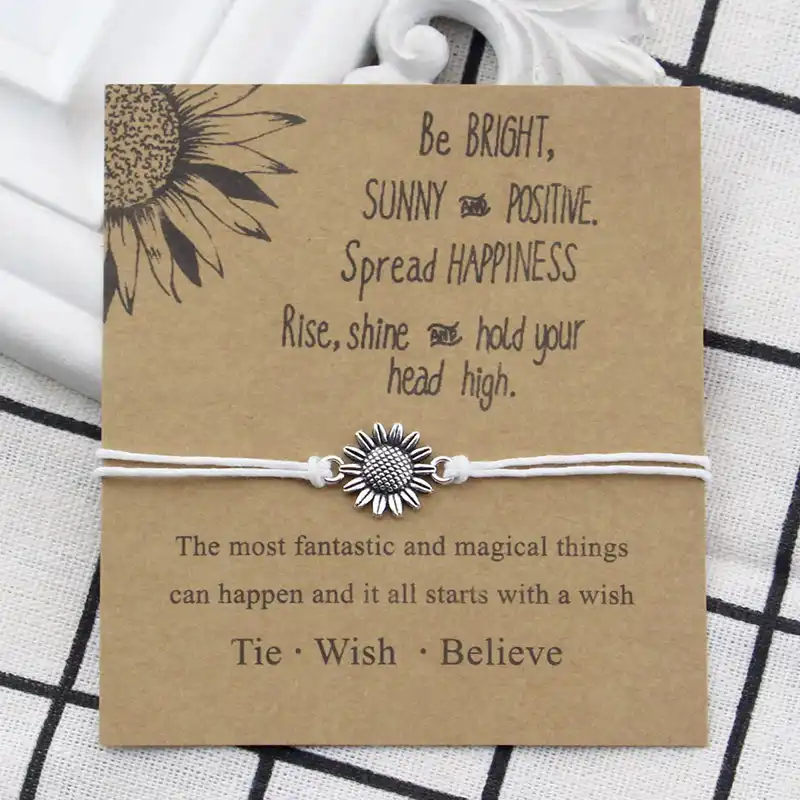 Be BRIGHT,
SUNNY AND POSITIVE.
Spread HAPPINESS
Rise, shine AND hold your
head high.
The most fantastic and magical things
can happen and it all starts with a wish
Tie · Wish · Believe